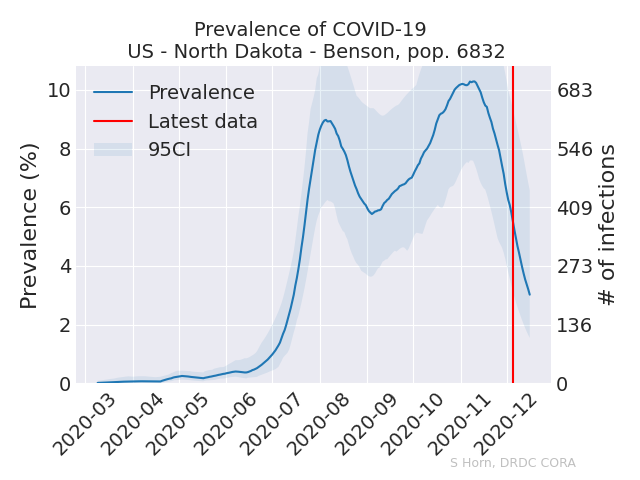 Prevalence of COVID-19
US - North Dakota - Benson, pop. 6832
Prevalence (%)
10
8
6
4
2
0
Prevalence
Latest data
95CI
683
546
409
273
136
0
# of infections
2020-03
2020-04
2020-05
2020-06
2020-07
2020-08
2020-09
2020-10
2020-11
2020-12
S Horn, DRDC CORA